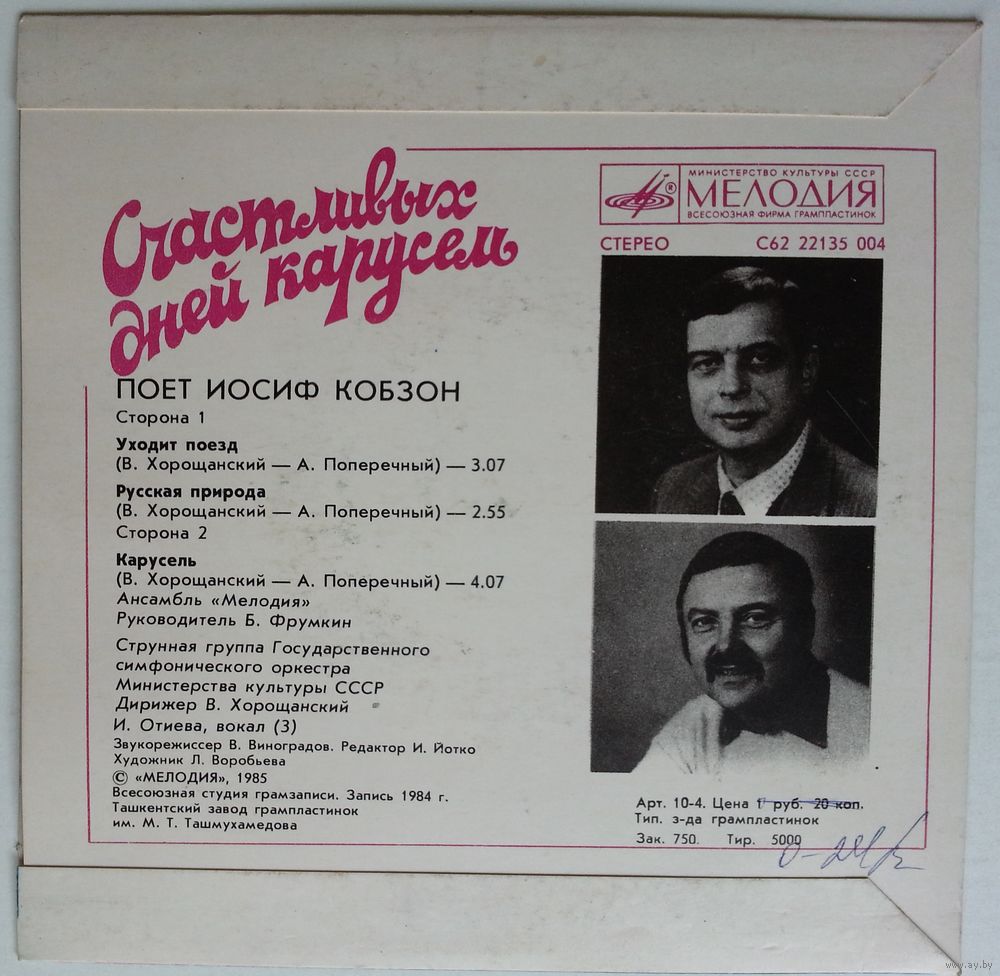 Счастливых
дней карусель
МИНИСТЕРСТВО КУЛЬТУРЫ СССР
МЕЛОДИЯ
ВСЕСОЮЗНАЯ ФИРМА ГРАМПЛАСТИНОК
®
СТЕРЕО С62 22135 004
ПОЕТ ИОСИФ КОБЗОН
Сторона 1
Уходит поезд
(В. Хорощанский — А. Поперечный) — 3.07
Русская природа
(В. Хорощанский — А. Поперечный) — 2.55
Сторона 2
Карусель
(В. Хорощанский — А. Поперечный) — 4.07
Ансамбль «Мелодия»
Руководитель Б. Фрумкин
Струнная группа Государственного
симфонического оркестра
Министерства культуры СССР
Дирижер В. Хорощанский
И. Отиева, вокал (3)
Звукорежиссер В. Виноградов. Редактор И. Йотко
Художник Л. Воробьева
© «МЕЛОДИЯ», 1985
Всесоюзная студия грамзаписи. Запись 1984 г.
Ташкентский завод грампластинок
им. М. Т. Ташмухамедова
Арт. 10-4. Цена 1 руб. 20 коп.
Тип. з-да грампластинок
Зак. 750. Тир. 5000
www.ay.by